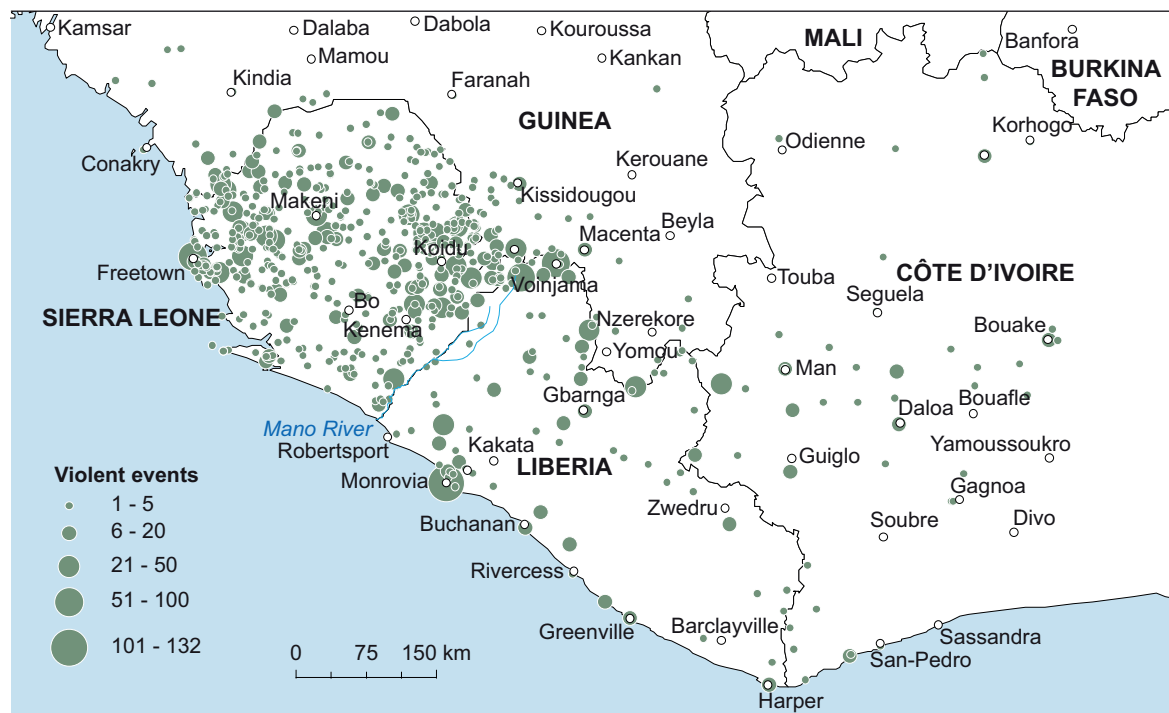 Kamsar
Dalaba
Dabola
Kouroussa
MALI
Banfora
Mamou
Kankan
BURKINA
FASO
Kindia
Faranah
GUINEA
Korhogo
Odienne
Conakry
Kerouane
Kissidougou
Makeni
Beyla
Macenta
Koidu
Freetown
Voinjama
Touba
CÔTE D'IVOIRE
Seguela
SIERRA LEONE
Bo
Kenema
Nzerekore
Bouake
Yomou
Man
Gbarnga
Bouafle
Daloa
Mano River
Robertsport
Kakata
LIBERIA
Guiglo
Yamoussoukro
Monrovia
Gagnoa
Zwedru
Buchanan
Soubre
Divo
Rivercess
Greenville
Barclayville
Sassandra
San-Pedro
Harper
Violent events
1 - 5
6 - 20
21 - 50
51 - 100
101 - 132
0 75 150 km